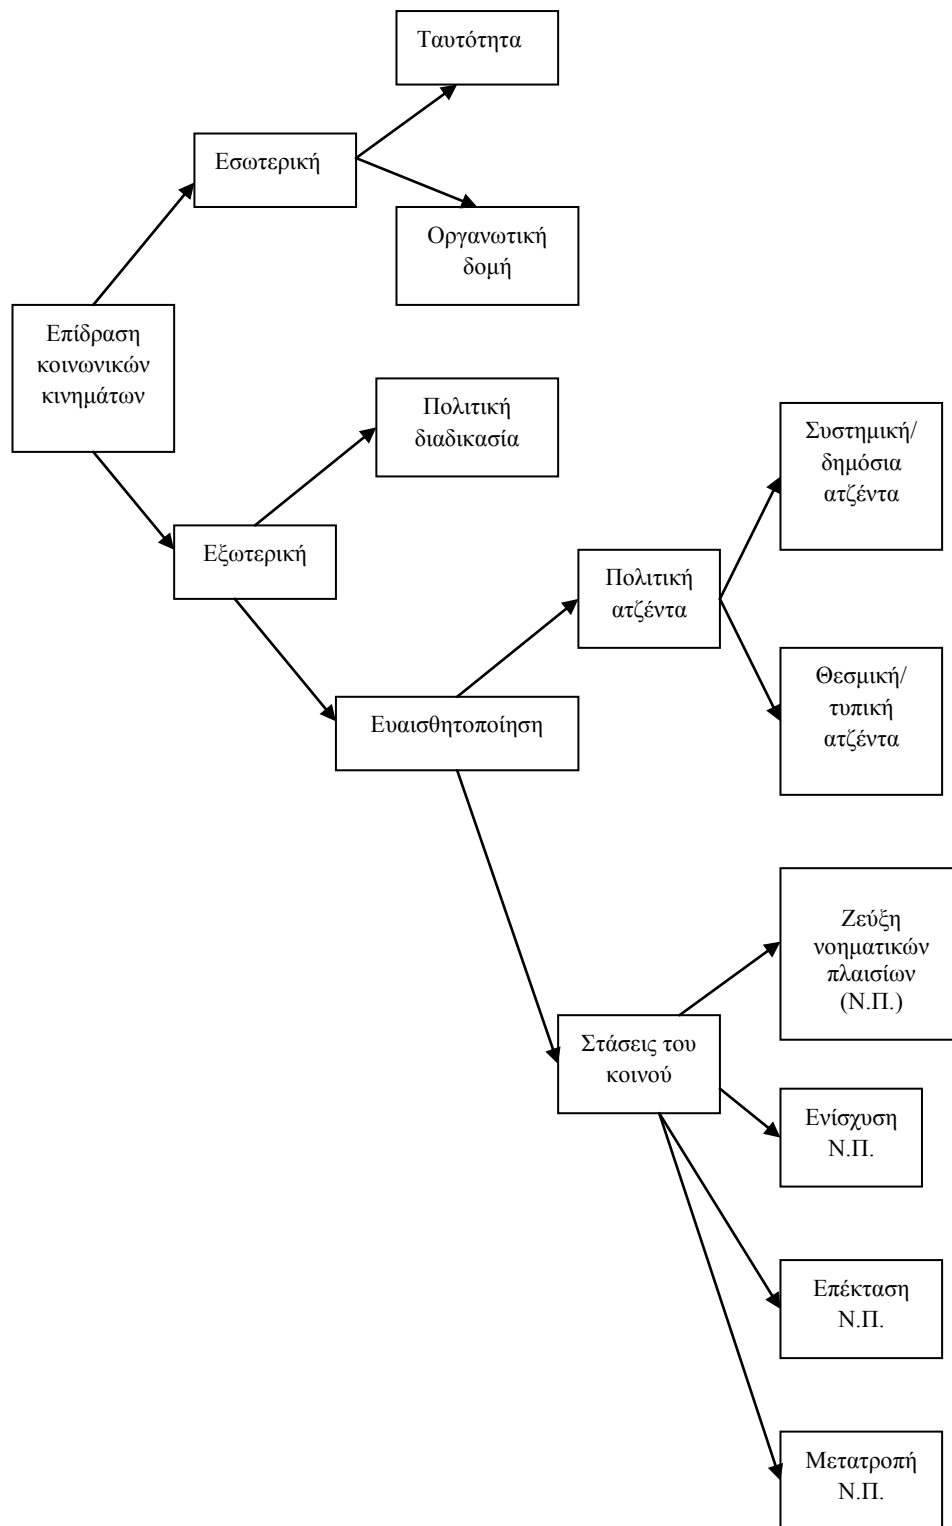 Ταυτότητα
Εσωτερική
Οργανωτική
δομή
Επίδραση
κοινωνικών
κινημάτων
Πολιτική
διαδικασία
Συστημική/
δημόσια
ατζέντα
Εξωτερική
Πολιτική
ατζέντα
Θεσμική/
τυπική
ατζέντα
Ευαισθητοποίηση
Ζεύξη
νοηματικών
πλαισίων
(Ν.Π.)
Στάσεις του
κοινού
Ενίσχυση
Ν.Π.
Επέκταση
Ν.Π.
Μετατροπή
Ν.Π.